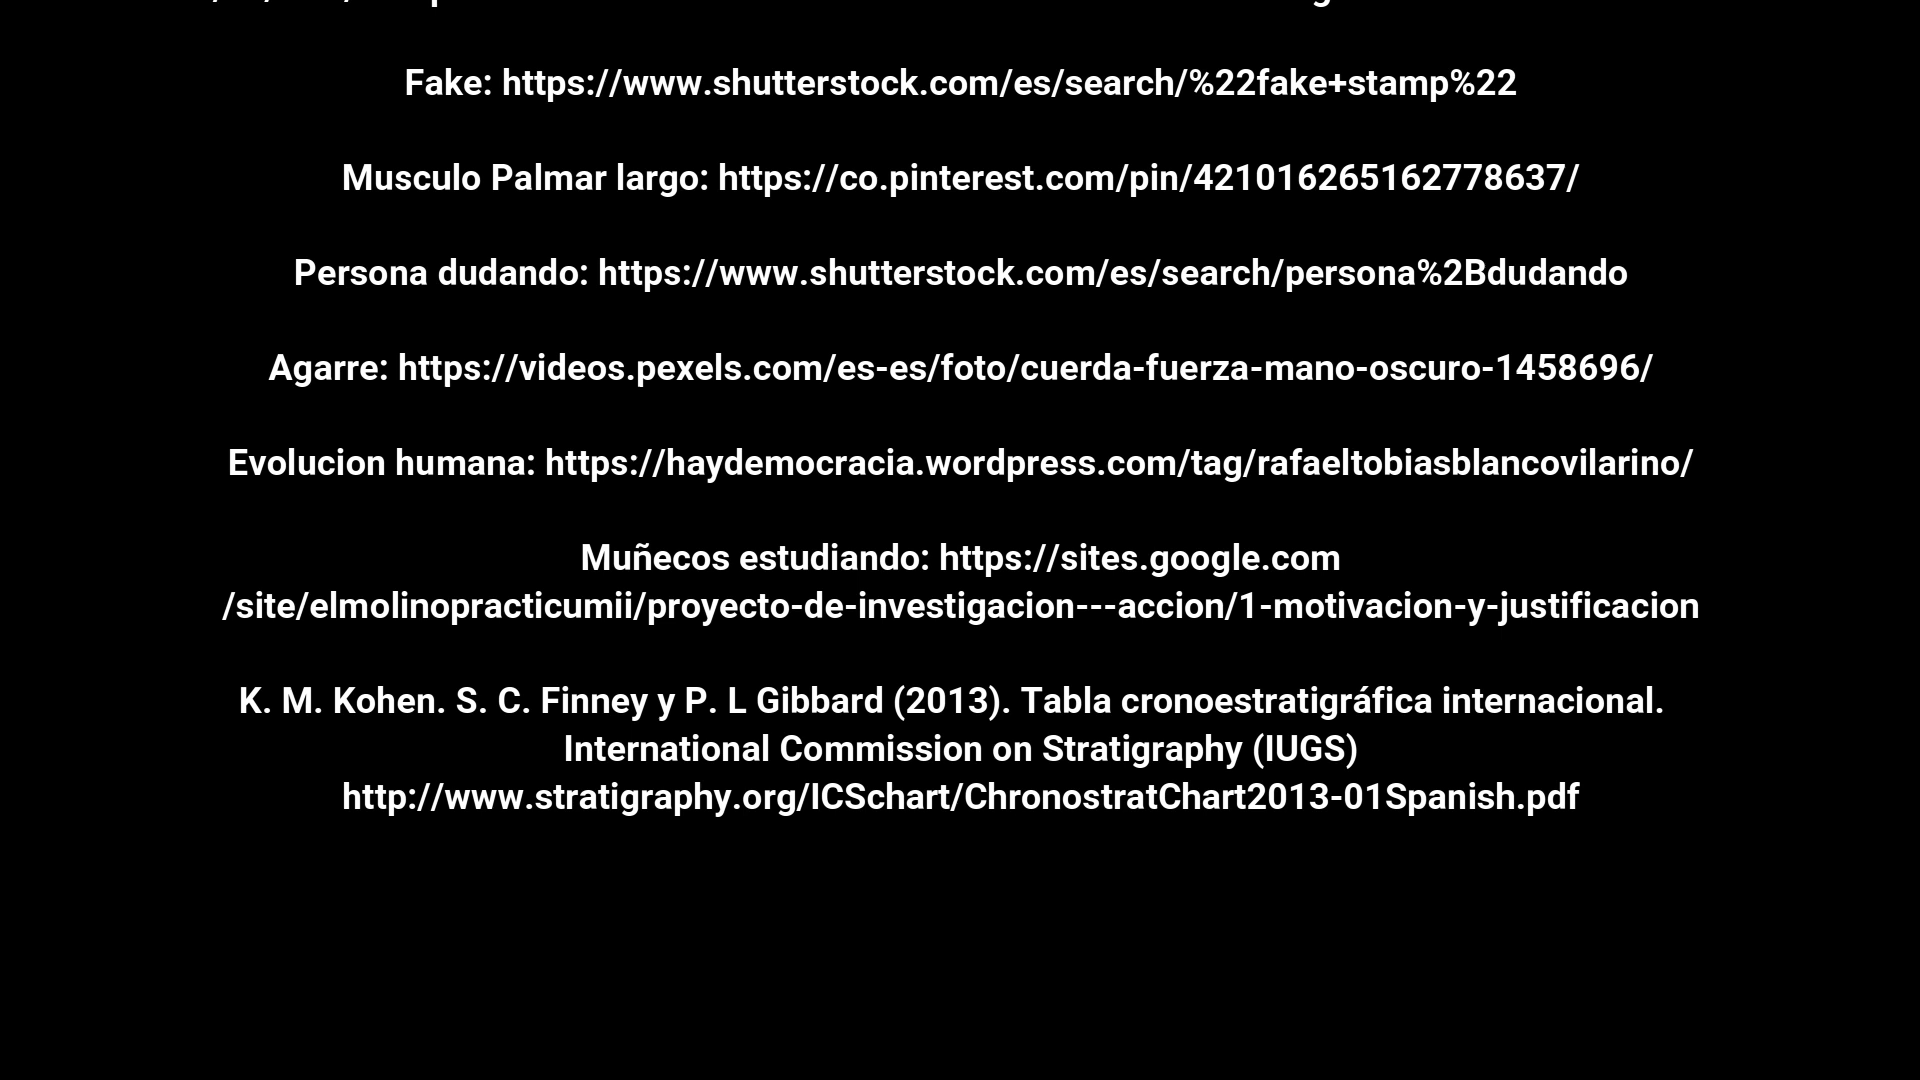 Fake: https://www.shutterstock.com/es/search/%22fake+stamp%22
Musculo Palmar largo: https://co.pinterest.com/pin/421016265162778637/
Persona dudando: https://www.shutterstock.com/es/search/persona%2Bdudando
Agarre: https://videos.pexels.com/es-es/foto/cuerda-fuerza-mano-oscuro-1458696/
Evolucion humana: https://haydemocracia.wordpress.com/tag/rafaeltobiasblancovilarino/
Muñecos estudiando: https://sites.google.com
/site/elmolinopracticumii/proyecto-de-investigacion---accion/1-motivacion-y-justificacion
K. M. Kohen. S. C. Finney y P. L Gibbard (2013). Tabla cronoestratigráfica internacional.
International Commission on Stratigraphy (IUGS)
http://www.stratigraphy.org/ICSchart/ChronostratChart2013-01Spanish.pdf